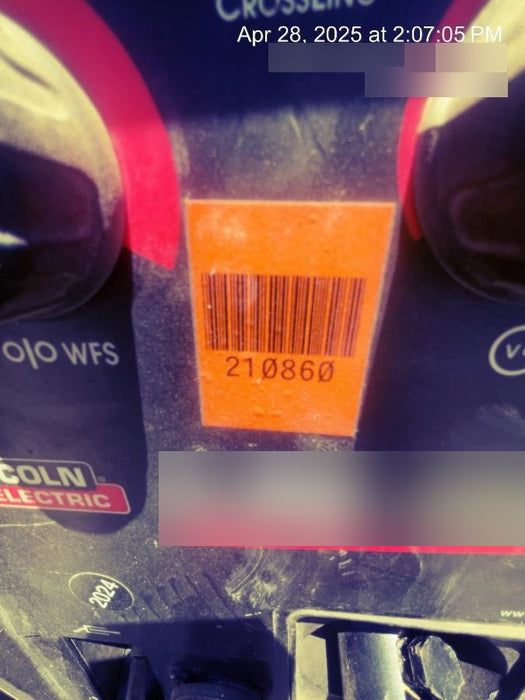 CROSSLINC
Apr 28, 2025 at 2:07:05 PM
210860
WFS
COLN
ELECTRIC
2024